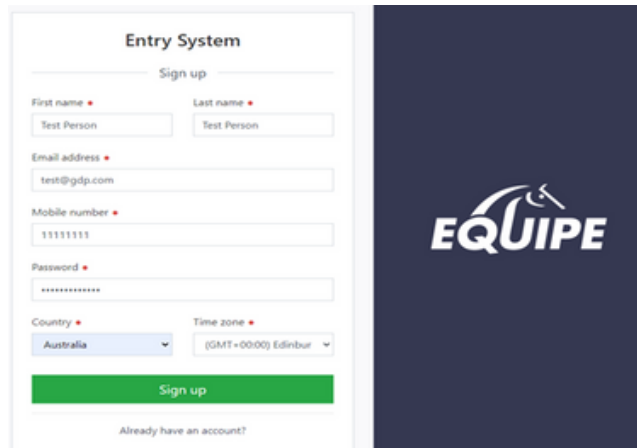 Entry System
Sign up
First name • Last name •
Test Person Test Person
Email address •
test@gdp.com
Mobile number •
11111111
Password •
•••••••••••••
Country • Time zone •
Australia (GMT+00:00) Edinbur
Sign up
Already have an account?
EQUIPE